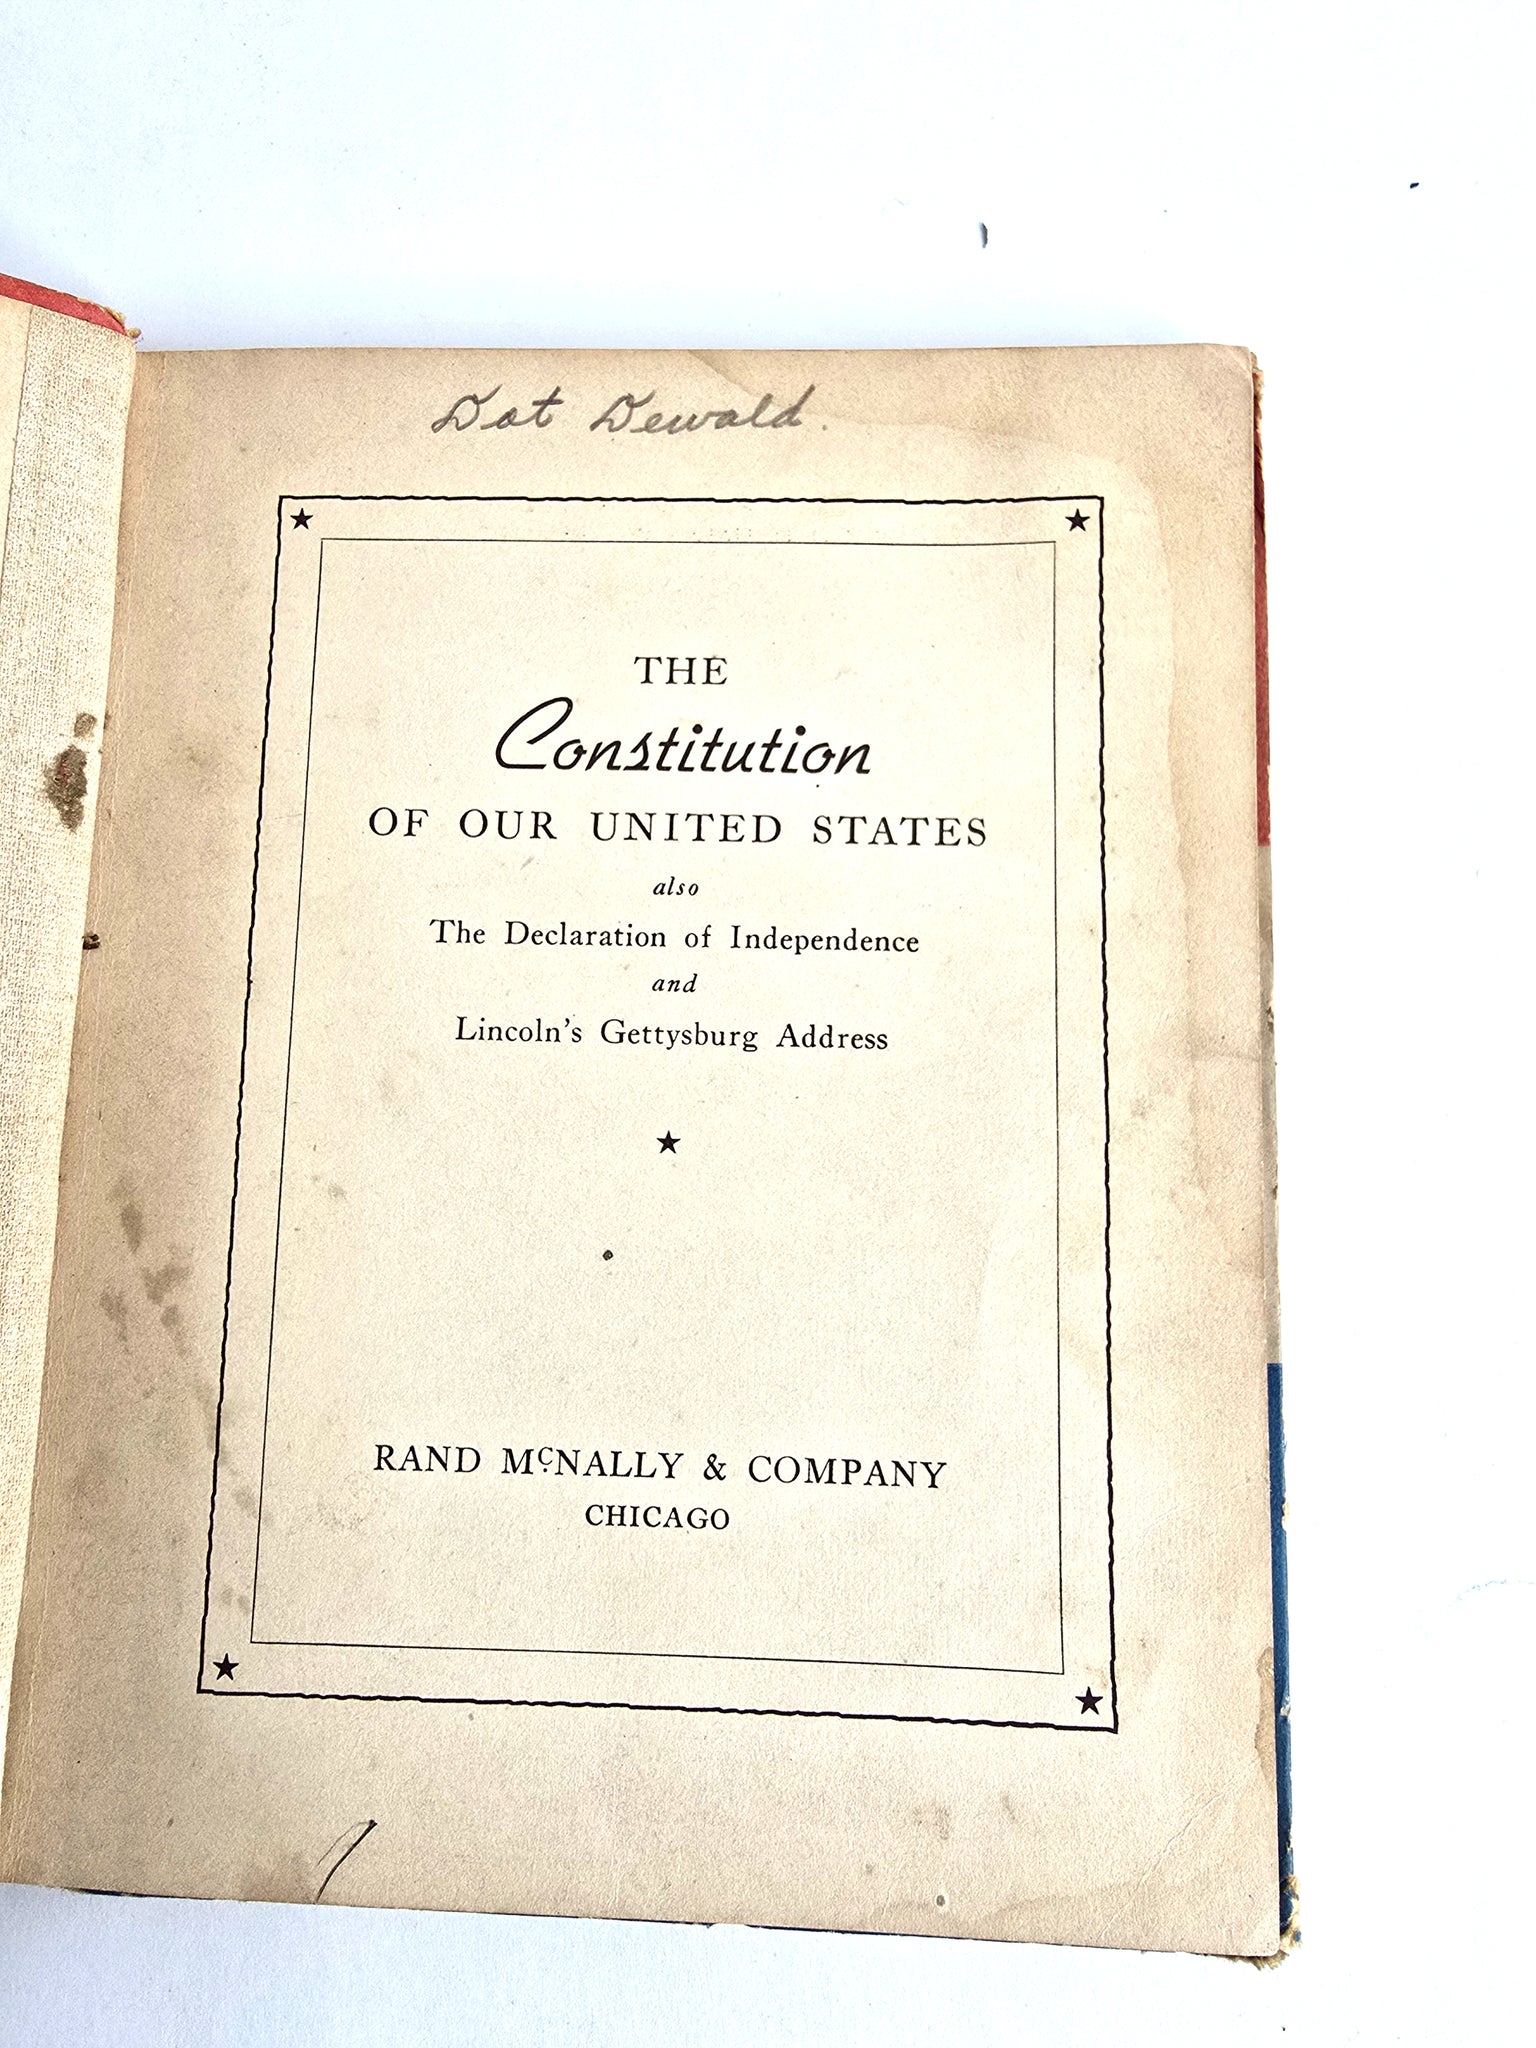 Dot Dewald.
THE
Constitution
OF OUR UNITED STATES
also
The Declaration of Independence
and
Lincoln's Gettysburg Address
RAND McNALLY & COMPANY
CHICAGO